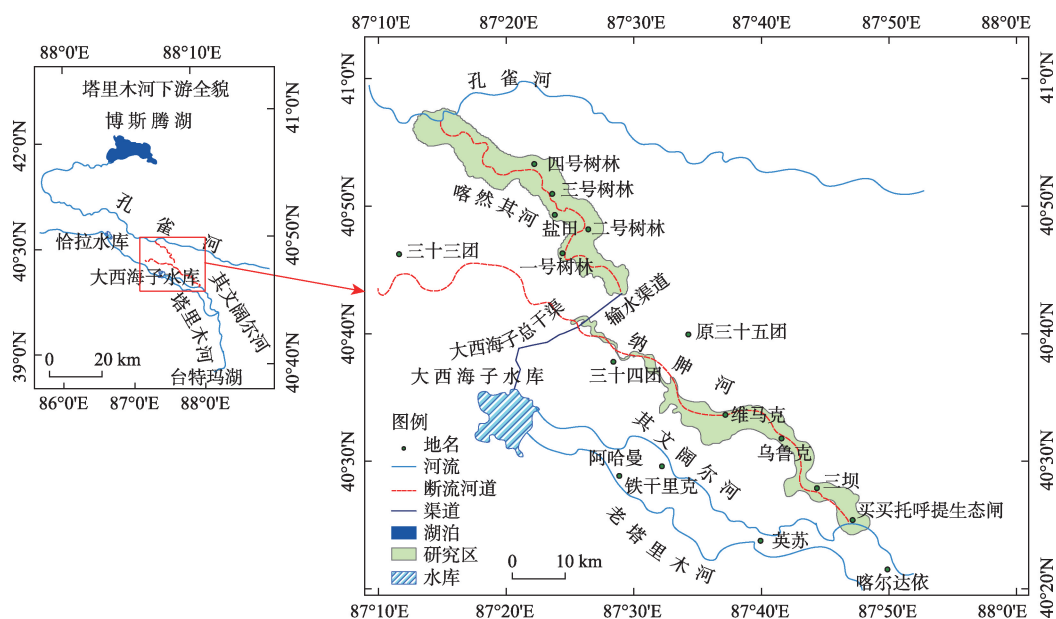 88°0′E
88°10′E
塔里木河下游全貌
博斯腾湖
42°0′N
41°0′N
孔雀河
恰拉水库
40°50′N
40°30′N
大西海子水库
其文阔尔河
塔里木河
39°0′N
0 20 km
40°40′N
台特玛湖
86°0′E
87°0′E
88°0′E
87°10′E
87°20′E
87°30′E
87°40′E
87°50′E
88°0′E
41°0′N
41°0′N
孔雀河
四号树林
三号树林
喀然其河
40°50′N
40°50′N
盐田
二号树林
三十三团
一号树林
输水渠道
大西海子总干渠
40°40′N
40°40′N
原三十五团
纳胂河
三十四团
大西海子水库
维马克
乌鲁克
其文阔尔河
阿哈曼
铁干里克
40°30′N
40°30′N
三坝
买买托呼提生态闸
老塔里木河
英苏
喀尔达依
40°20′N
40°20′N
图例
地名
河流
断流河道
渠道
湖泊
研究区
水库
0 10 km
87°10′E
87°20′E
87°30′E
87°40′E
87°50′E
88°0′E